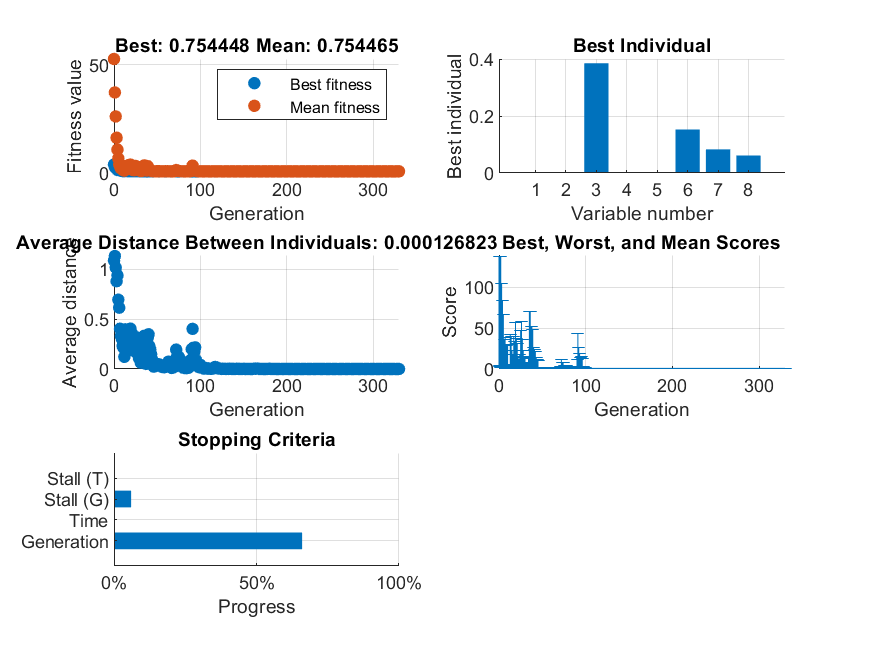 Best: 0.754448 Mean: 0.754465
Fitness value
50
0
Best fitness
Mean fitness
0 100 200 300
Generation
Best Individual
Best individual
0.4
0.2
0
1 2 3 4 5 6 7 8
Variable number
Average Distance Between Individuals: 0.000126823
Average distance
1
0.5
0
0 100 200 300
Generation
Best, Worst, and Mean Scores
Score
100
50
0
0 100 200 300
Generation
Stopping Criteria
Stall (T)
Stall (G)
Time
Generation
0% 50% 100%
Progress